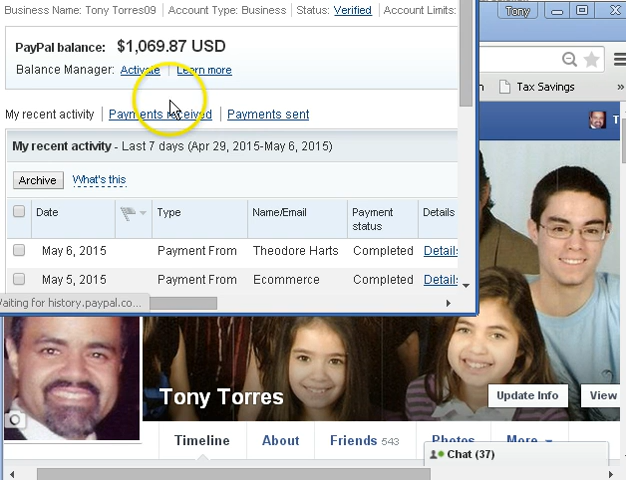 Business Name: Tony Torres09 | Account Type: Business | Status: Verified | Account Limits:
Tony
PayPal balance: $1,069.87 USD
Balance Manager: Activate | Learn more
Tax Savings
»
My recent activity | Payments received | Payments sent
My recent activity - Last 7 days (Apr 29, 2015-May 6, 2015)
Archive What's this
Date Type Name/Email Payment status Details
May 6, 2015 Payment From Theodore Harts Completed Details
May 5, 2015 Payment From Ecommerce Completed Details
Waiting for history.paypal.co...
Tony Torres
Update Info
View
Timeline About Friends 543 Photos More
Chat (37)